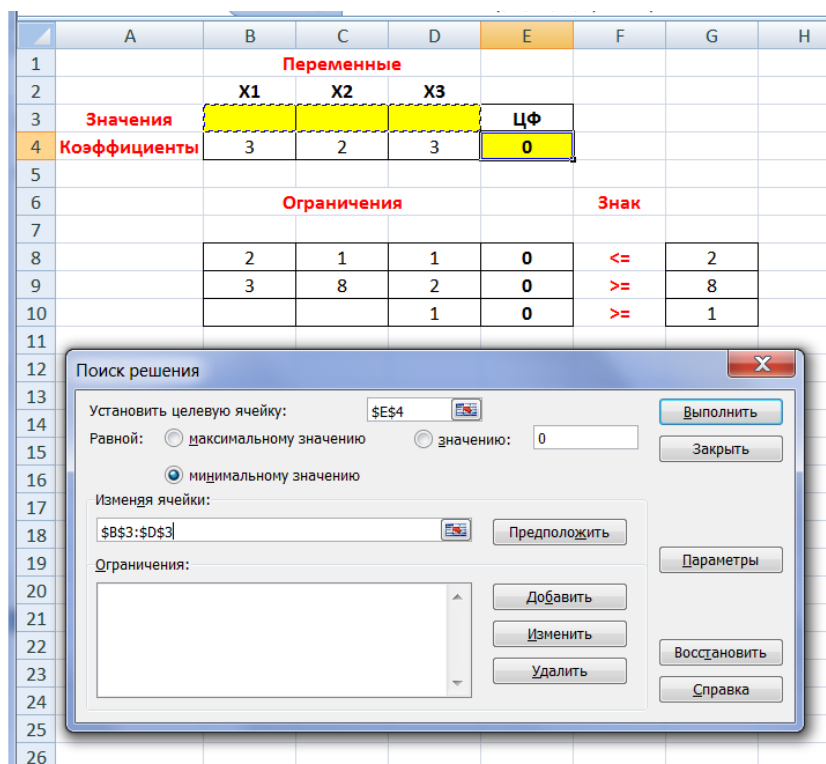 A B C D E F G H
1 Переменные
2 X1 X2 X3
3 Значения ЦФ
4 Коэффициенты 3 2 3 0
5
6 Ограничения Знак
7
8 2 1 1 0 <= 2
9 3 8 2 0 >= 8
10 1 0 >= 1
11
12 Поиск решения
13
14 Установить целевую ячейку: $E$4 Выполнить
15 Равной: максимальному значению значению: 0 Закрыть
16 минимальному значению
17 Изменяя ячейки:
18 $B$3:$D$3 Предположить
19 Ограничения: Параметры
20 Добавить
21 Изменить
22 Восстановить
23 Удалить
24 Справка
25
26